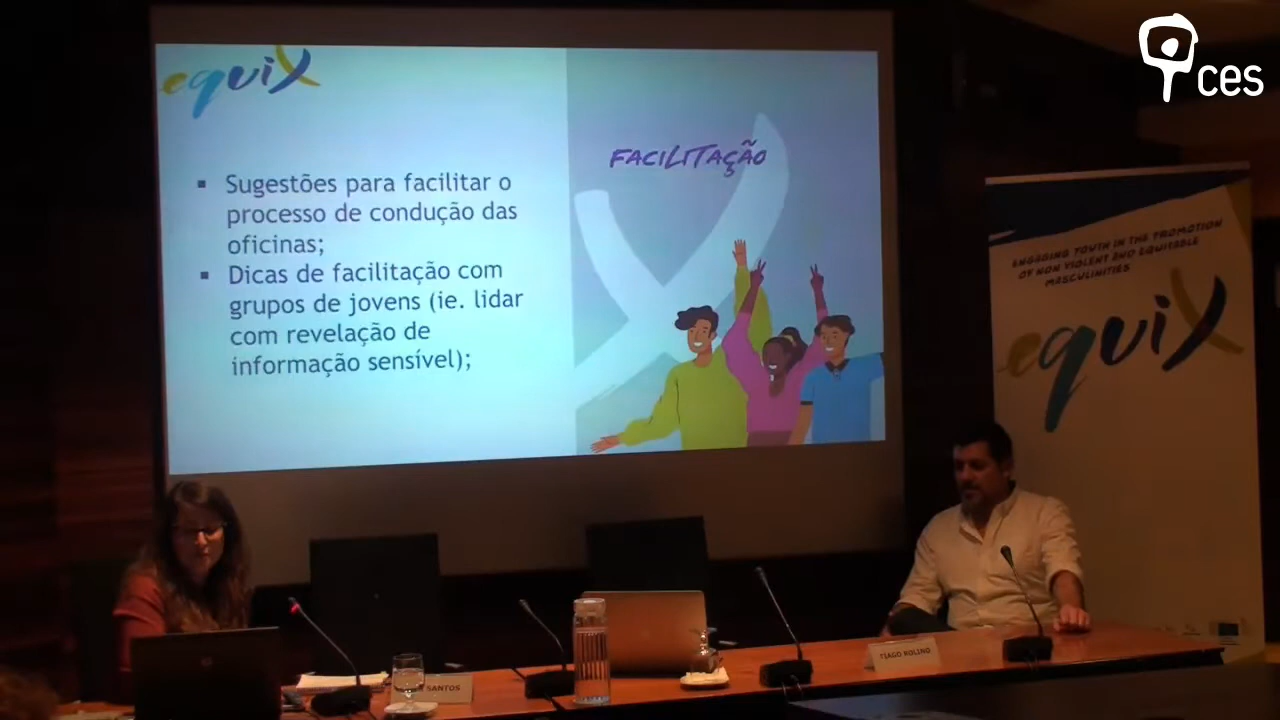 equiX
▪ Sugestões para facilitar o
processo de condução das
oficinas;
▪ Dicas de facilitação com
grupos de jovens (ie. lidar
com revelação de
informação sensível);
FACILITAÇÃO
ces
ENGAGING YOUTH IN THE PROMOTION
OF NON VIOLENT AND EQUITABLE
MASCULINITIES
equiX
SANTOS
TIAGO ROLINO